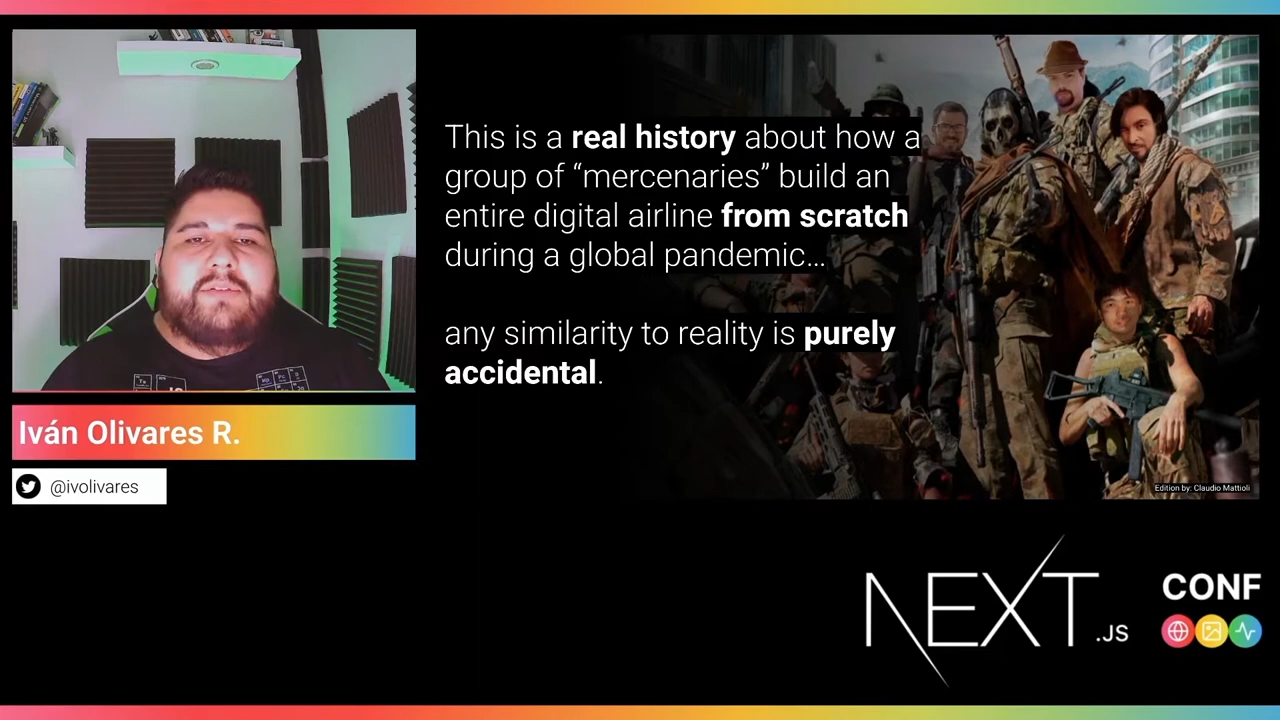 This is a real history about how a
group of “mercenaries” build an
entire digital airline from scratch
during a global pandemic...
any similarity to reality is purely
accidental.
Iván Olivares R.
@ivolivares
Edition by: Claudio Mattioli
NEXT.JS CONF